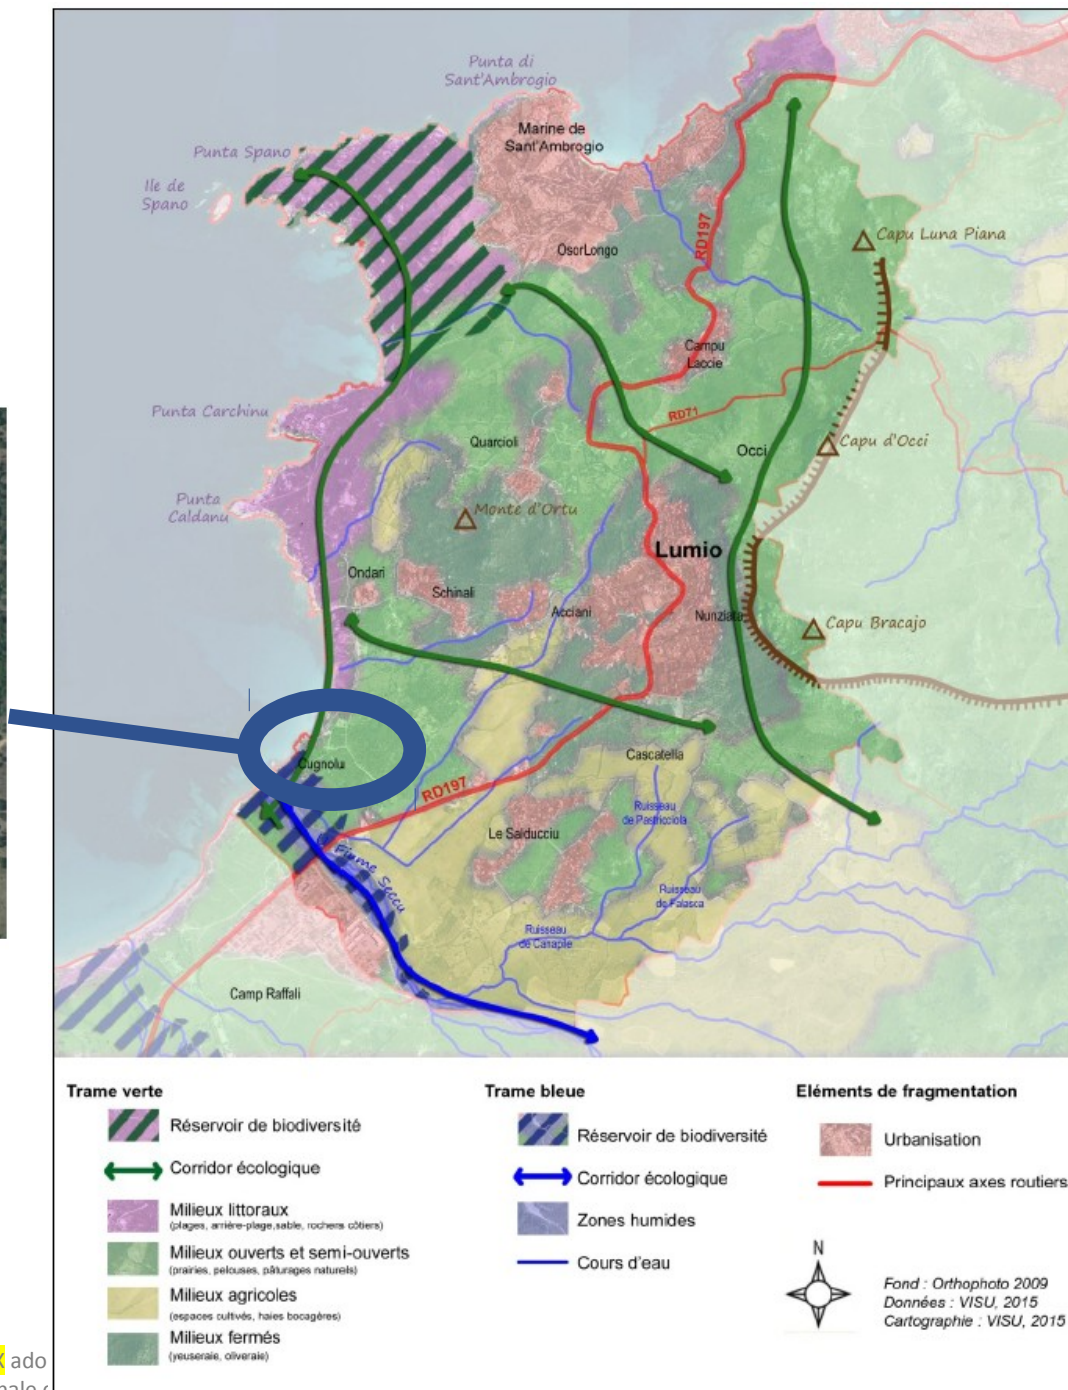 Punta di
Sant'Ambrogio
Marine de
Sant'Ambrogio
Punta Spano
Ile de
Spano
OsorLongo
RD197
Capu Luna Piana
Campu
Laccie
Punta Carchinu
RD71
Quarcioli
Occi
Capu d'Occi
Punta
Caldanu
Monte d'Ortu
Lumio
Ondari
Schinali
Acciani
Nunziata
Capu Bracajo
Cugnolu
Cascatella
RD197
Ruisseau
de Pastricciola
Le Salducciu
Fiume Seccu
Ruisseau
de Falasca
Ruisseau
de Canapile
Camp Raffali
Trame verte
Réservoir de biodiversité
Corridor écologique
Milieux littoraux
(plages, arrière-plage,sable, rochers côtiers)
Milieux ouverts et semi-ouverts
(prairies, pelouses, pâturages naturels)
Milieux agricoles
(espaces cultivés, haies bocagères)
Milieux fermés
(yeuseraie, oliveraie)
Trame bleue
Réservoir de biodiversité
Corridor écologique
Zones humides
Cours d'eau
Eléments de fragmentation
Urbanisation
Principaux axes routiers
N
Fond : Orthophoto 2009
Données : VISU, 2015
Cartographie : VISU, 2015
X ado